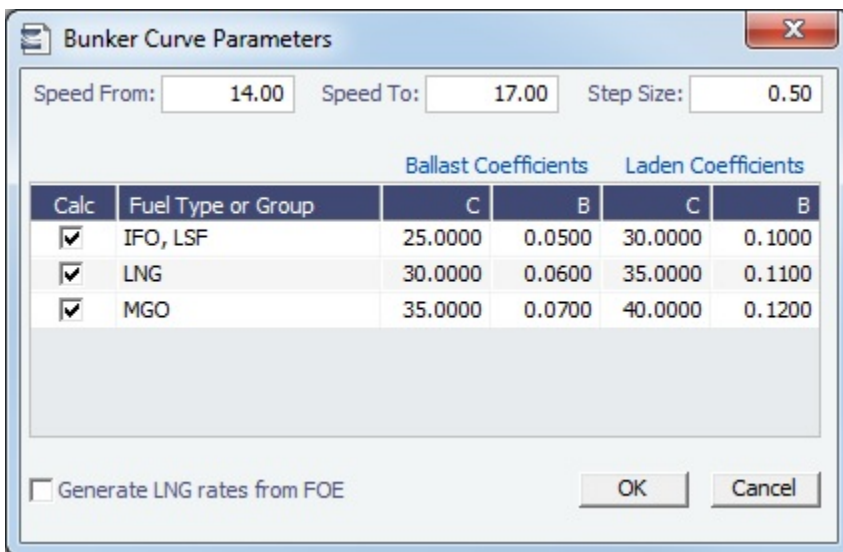 Bunker Curve Parameters
Speed From: 14.00 Speed To: 17.00 Step Size: 0.50
Ballast Coefficients Laden Coefficients
Calc Fuel Type or Group C B C B
IFO, LSF 25.0000 0.0500 30.0000 0.1000
LNG 30.0000 0.0600 35.0000 0.1100
MGO 35.0000 0.0700 40.0000 0.1200
Generate LNG rates from FOE OK Cancel